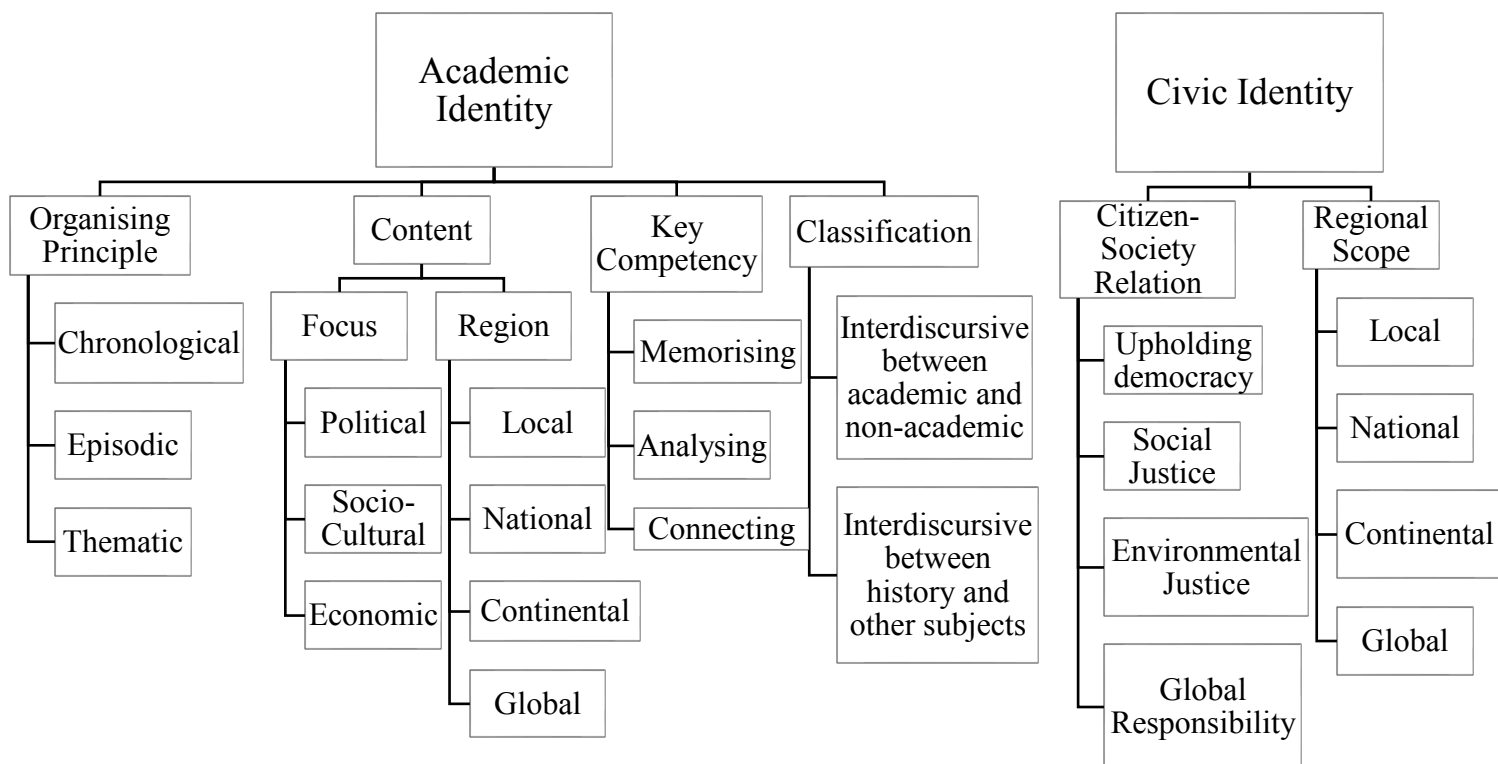 Academic
Identity
Civic Identity
Organising
Principle
Chronological
Episodic
Thematic
Content
Focus
Political
Socio-
Cultural
Economic
Region
Local
National
Continental
Global
Key
Competency
Memorising
Analysing
Connecting
Classification
Interdiscursive
between
academic and
non-academic
Interdiscursive
between
history and
other subjects
Citizen-
Society
Relation
Upholding
democracy
Social
Justice
Environmental
Justice
Global
Responsibility
Regional
Scope
Local
National
Continental
Global